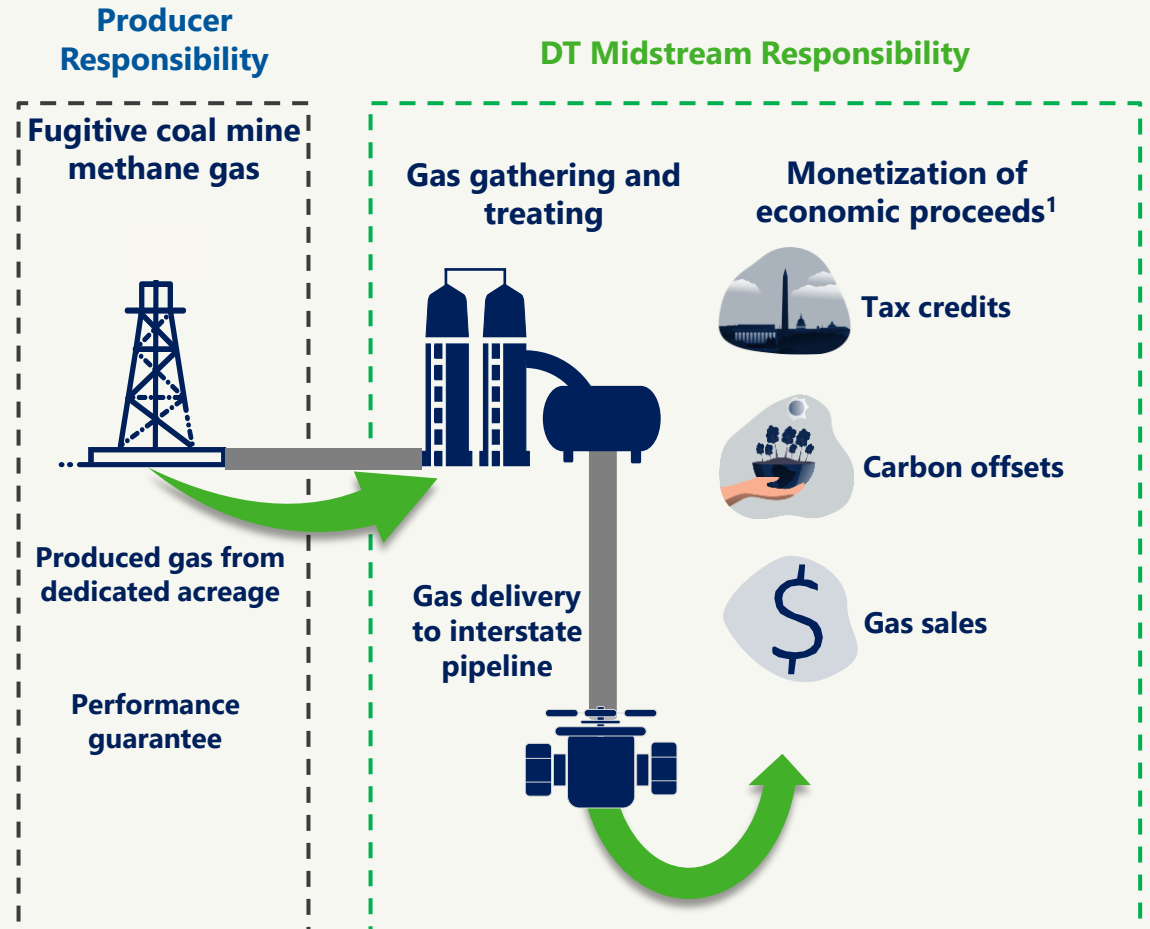 Producer
Responsibility
DT Midstream Responsibility
Fugitive coal mine
methane gas
Produced gas from
dedicated acreage
Performance
guarantee
Gas gathering and
treating
Gas delivery
to interstate
pipeline
Monetization of
economic proceeds¹
Tax credits
Carbon offsets
$
Gas sales